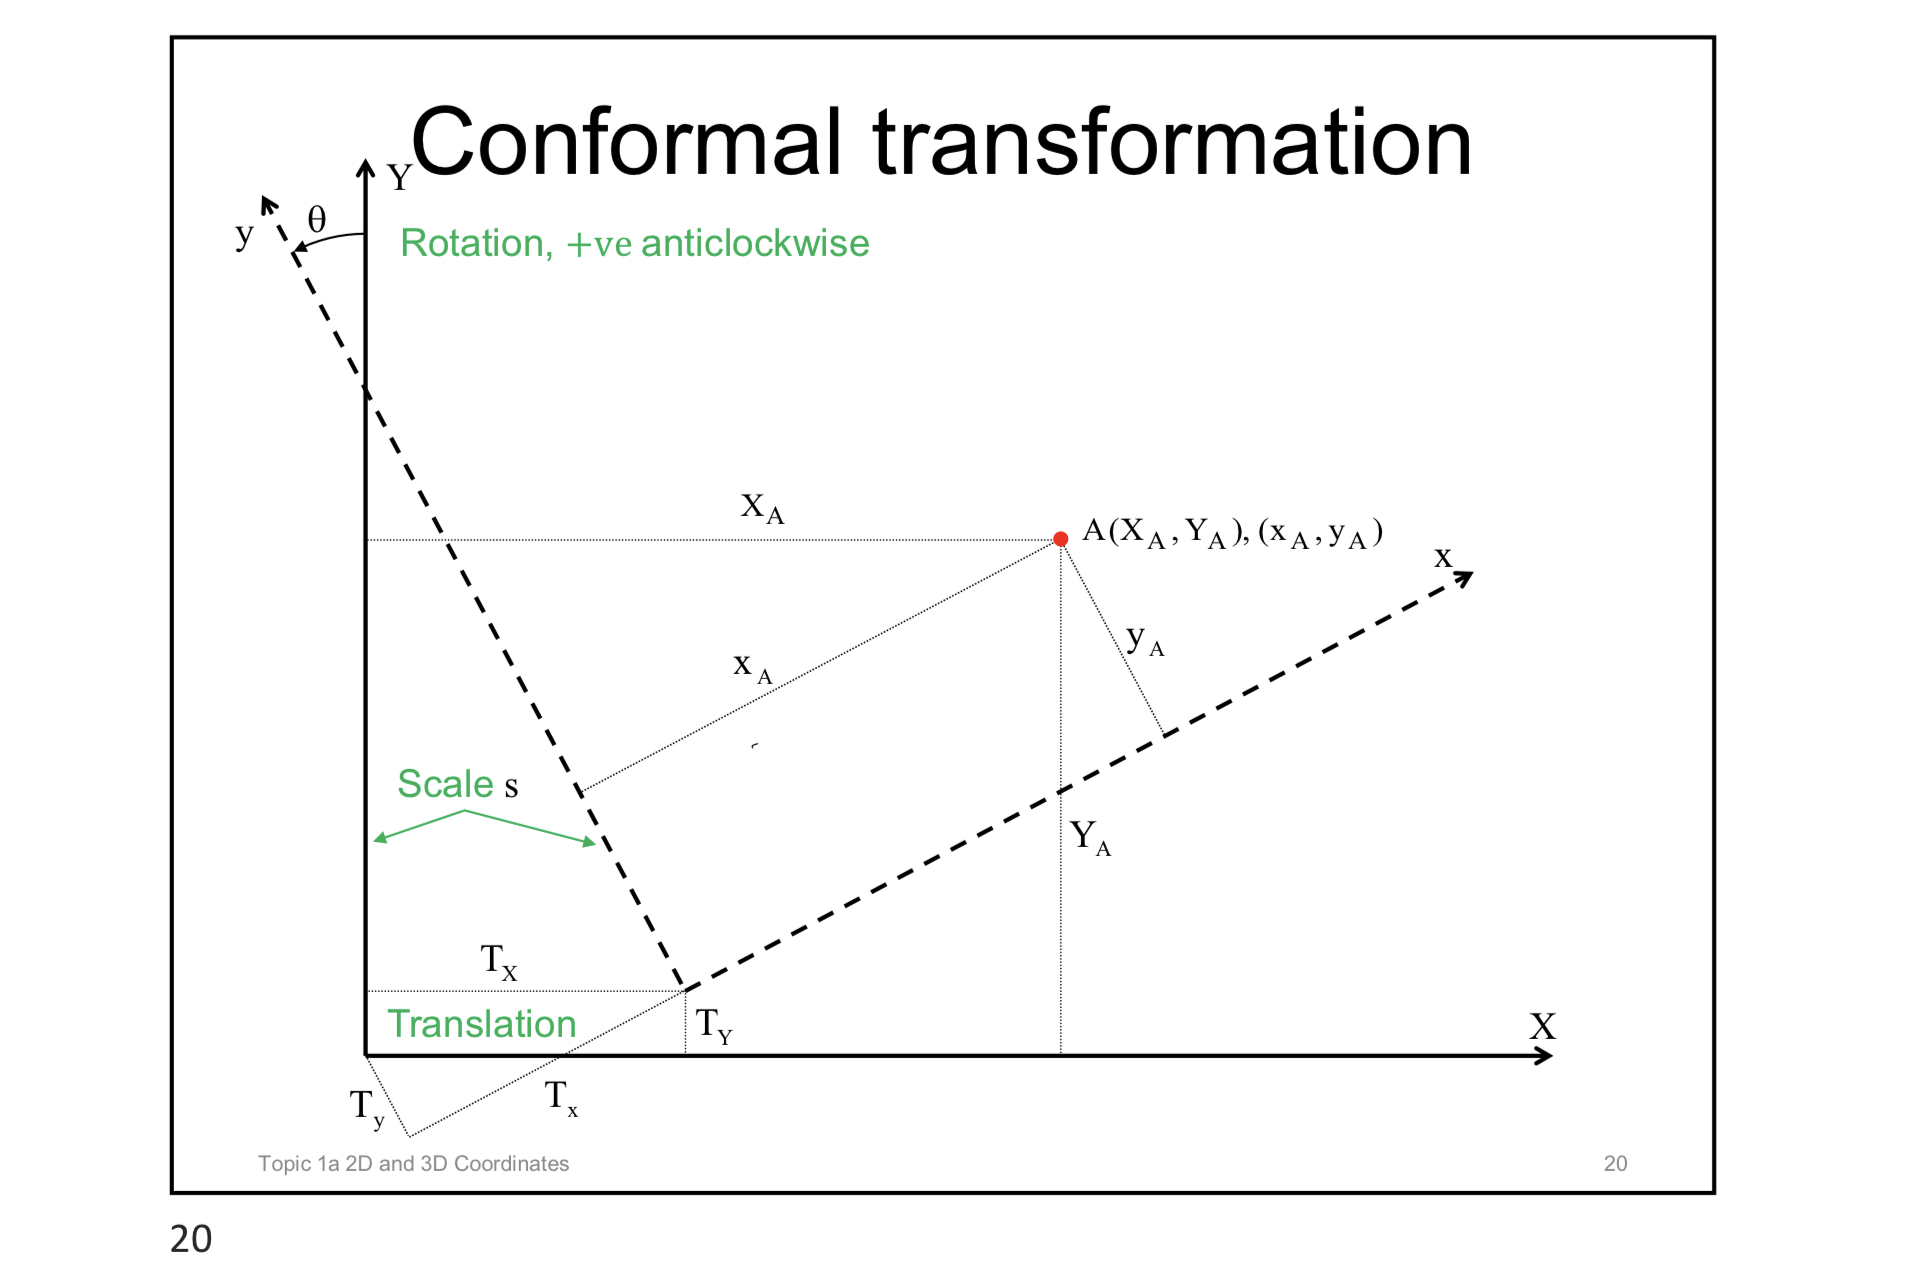 Conformal transformation
Y
θ
y
Rotation, +ve anticlockwise
X_A
A(X_A, Y_A), (x_A, y_A)
x
y_A
x_A
Scale s
Y_A
T_X
Translation
T_Y
X
T_y
T_x
Topic 1a 2D and 3D Coordinates
20
20